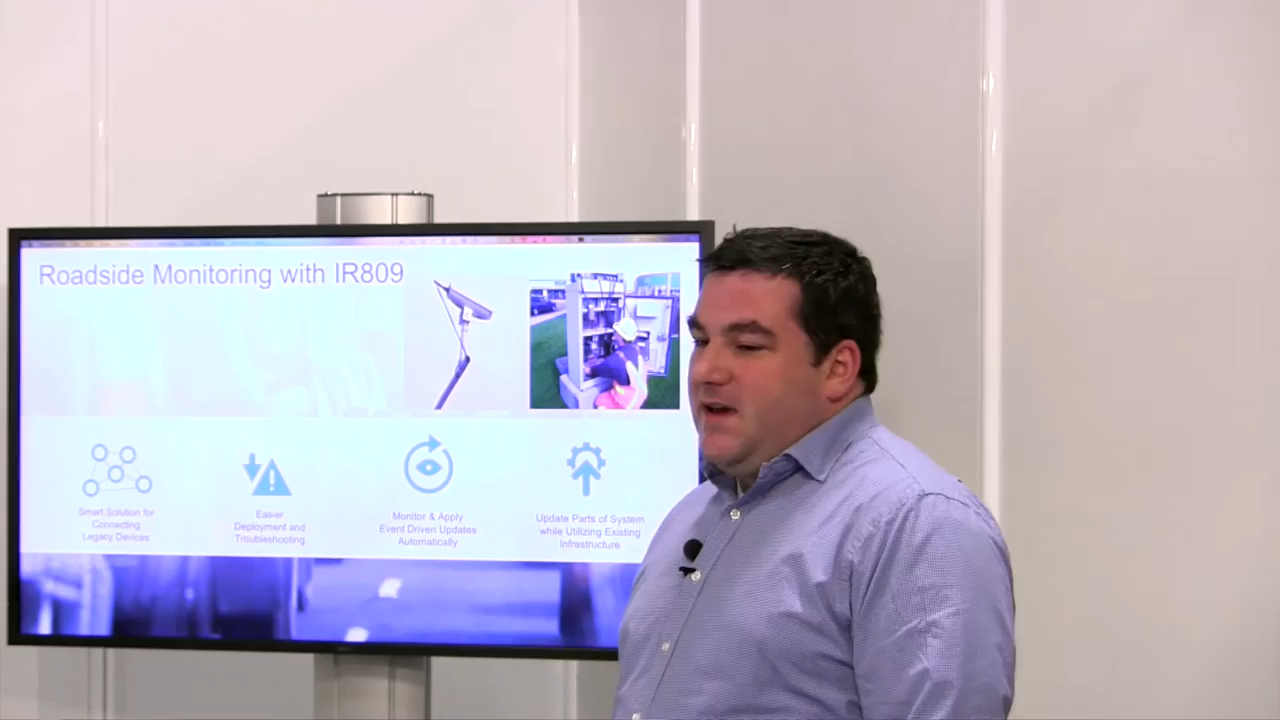 Roadside Monitoring with IR809
Smart Solution for
Connecting
Legacy Devices
Easier
Deployment and
Troubleshooting
Monitor & Apply
Event Driven Updates
Automatically
Update Parts of System
while Utilizing Existing
Infrastructure